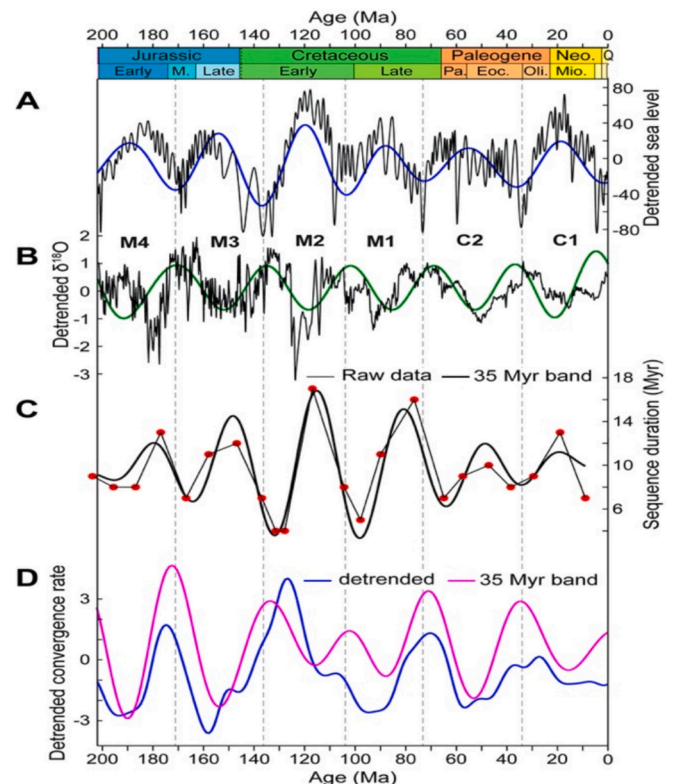 Age (Ma)
200 180 160 140 120 100 80 60 40 20 0
Jurassic Cretaceous Paleogene Neo. Q
Early M. Late Early Late Pa. Eoc. Oli. Mio.
A
80
40
0
-40
-80
Detrended sea level
B
2
1
0
-1
-2
-3
Detrended δ¹⁸O
M4 M3 M2 M1 C2 C1
Raw data 35 Myr band
C
18
14
10
6
Sequence duration (Myr)
D
detrended 35 Myr band
3
0
-3
Detrended convergence rate
200 180 160 140 120 100 80 60 40 20 0
Age (Ma)